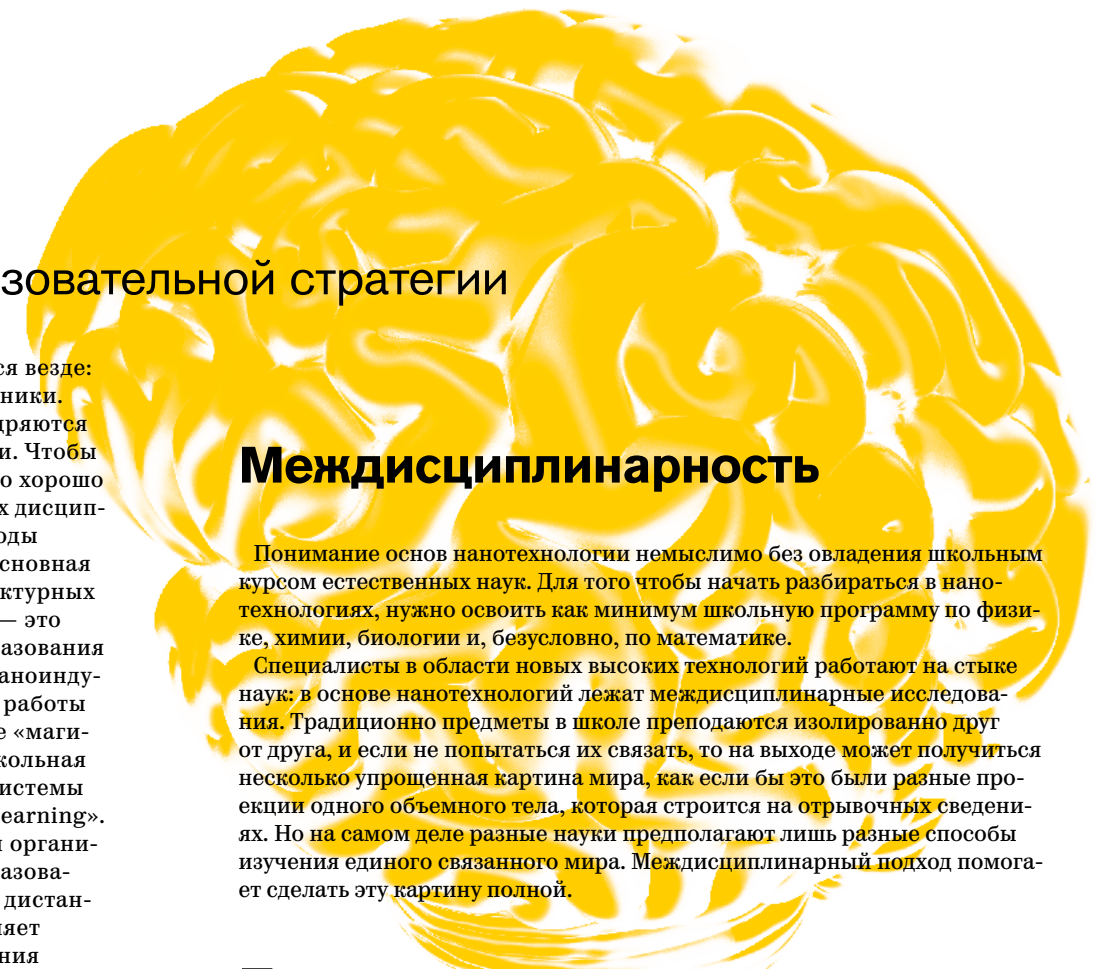 зовательной стратегии
ся везде:
ники.
дряются
и. Чтобы
о хорошо
х дисцип-
оды
сновная
ктурных
— это
азования
аноинду-
работы
е «маги-
кольная
истемы
earning».
и органи-
азова-
дистан-
ляет
ния
Междисциплинарность
Понимание основ нанотехнологии немыслимо без овладения школьным
курсом естественных наук. Для того чтобы начать разбираться в нано-
технологиях, нужно освоить как минимум школьную программу по физи-
ке, химии, биологии и, безусловно, по математике.
Специалисты в области новых высоких технологий работают на стыке
наук: в основе нанотехнологий лежат междисциплинарные исследова-
ния. Традиционно предметы в школе преподаются изолированно друг
от друга, и если не попытаться их связать, то на выходе может получиться
несколько упрощенная картина мира, как если бы это были разные про-
екции одного объемного тела, которая строится на отрывочных сведени-
ях. Но на самом деле разные науки предполагают лишь разные способы
изучения единого связанного мира. Междисциплинарный подход помога-
ет сделать эту картину полной.